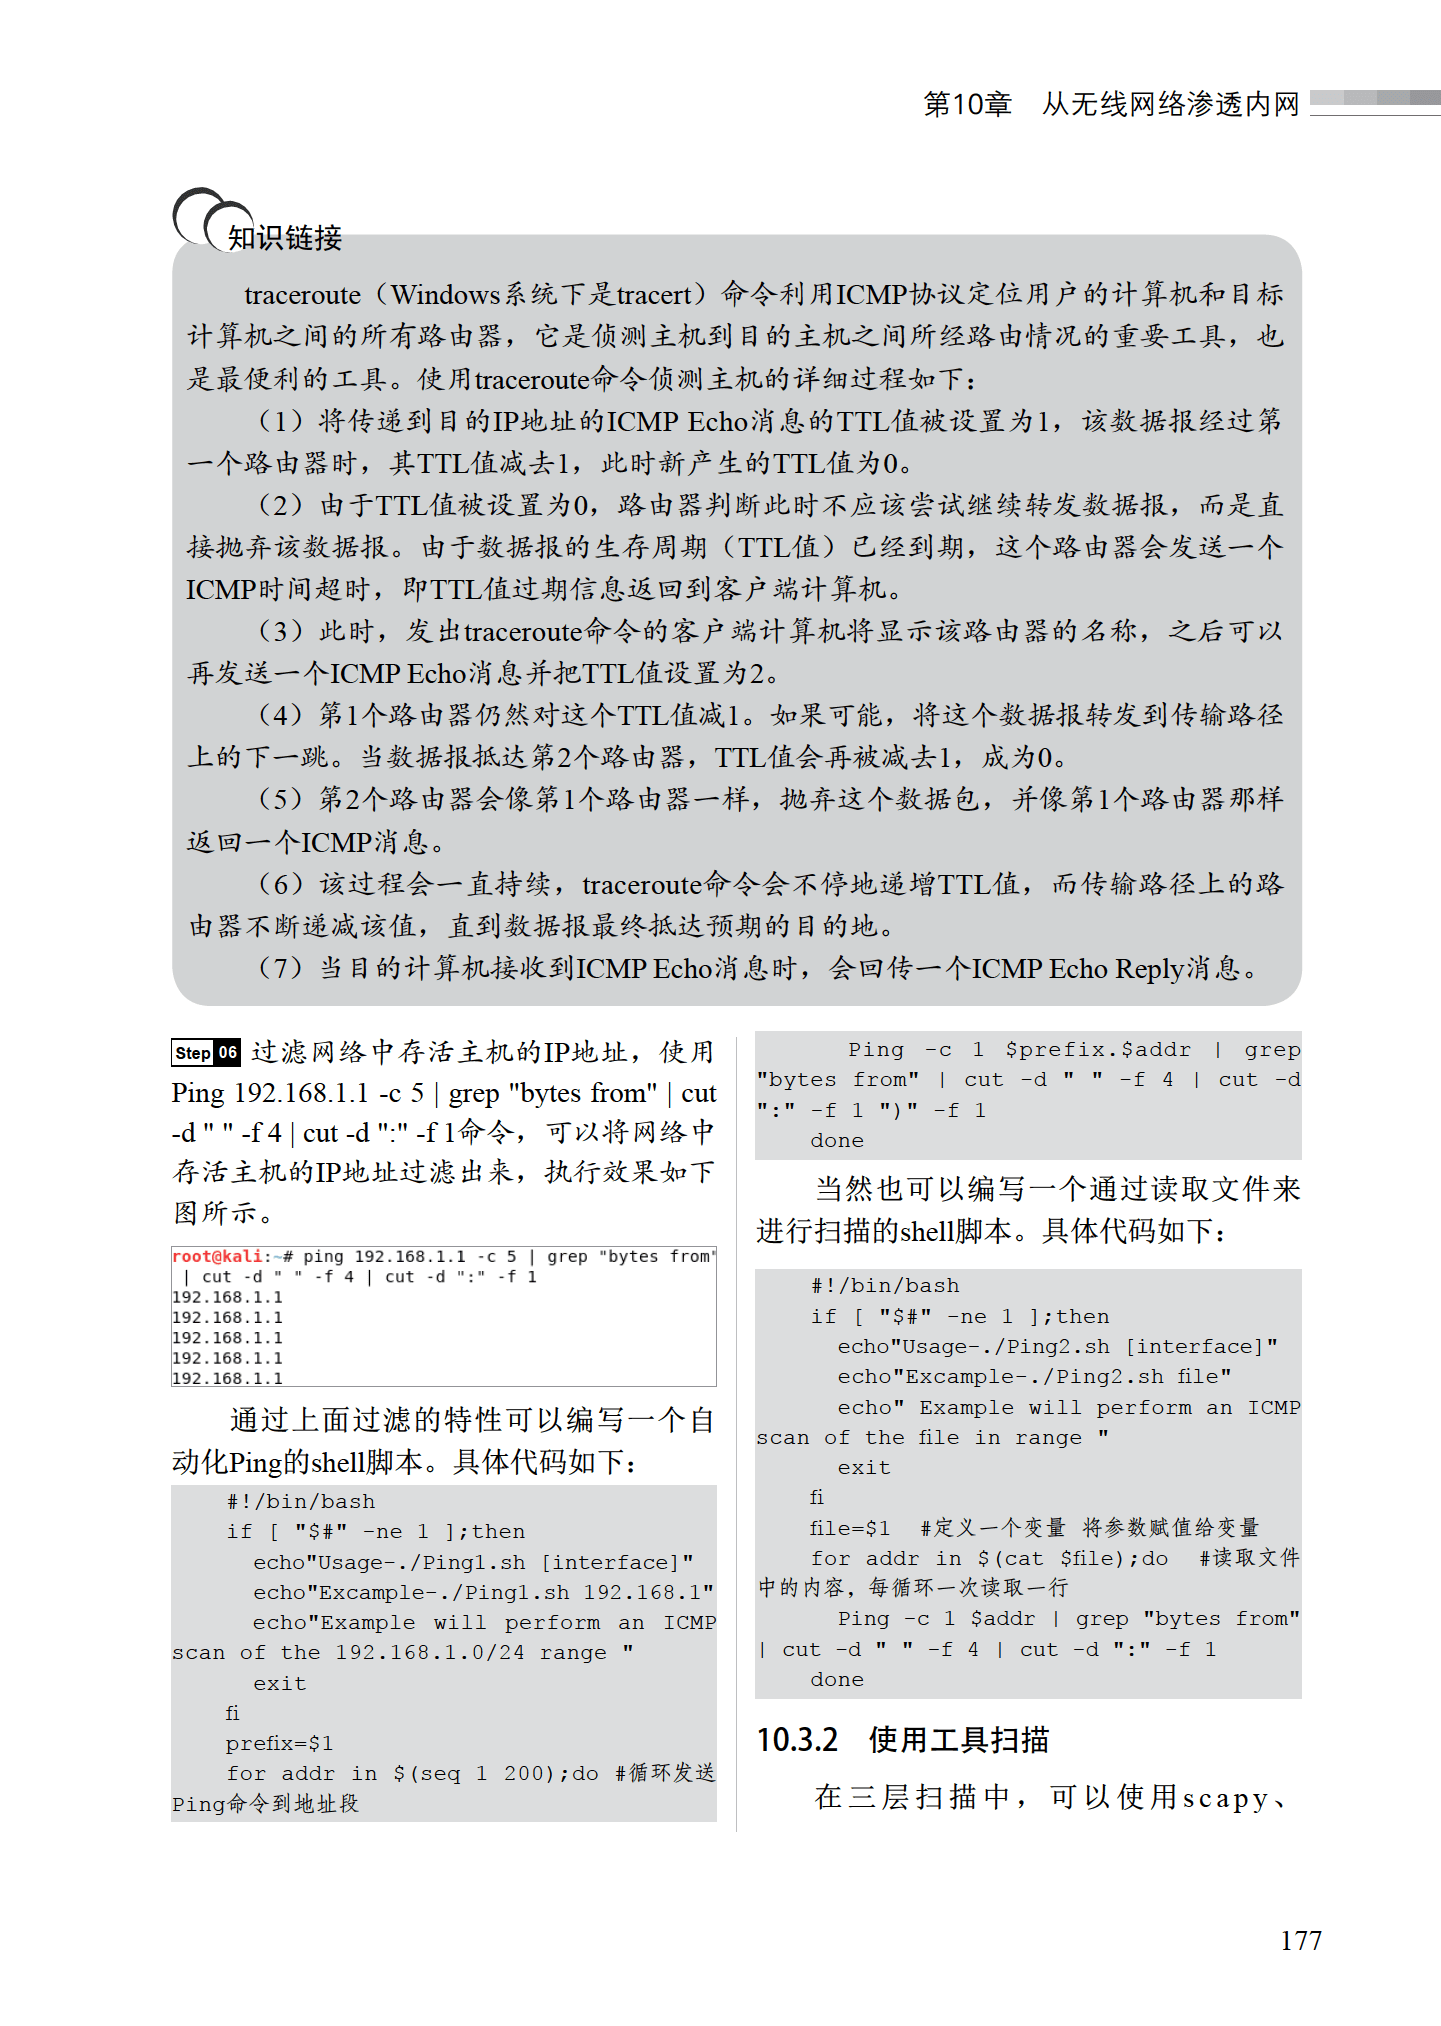 第10章　从无线网络渗透内网
知识链接
traceroute（Windows系统下是tracert）命令利用ICMP协议定位用户的计算机和目标
计算机之间的所有路由器，它是侦测主机到目的主机之间所经路由情况的重要工具，也
是最便利的工具。使用traceroute命令侦测主机的详细过程如下：
（1）将传递到目的IP地址的ICMP Echo消息的TTL值被设置为1，该数据报经过第
一个路由器时，其TTL值减去1，此时新产生的TTL值为0。
（2）由于TTL值被设置为0，路由器判断此时不应该尝试继续转发数据报，而是直
接抛弃该数据报。由于数据报的生存周期（TTL值）已经到期，这个路由器会发送一个
ICMP时间超时，即TTL值过期信息返回到客户端计算机。
（3）此时，发出traceroute命令的客户端计算机将显示该路由器的名称，之后可以
再发送一个ICMP Echo消息并把TTL值设置为2。
（4）第1个路由器仍然对这个TTL值减1。如果可能，将这个数据报转发到传输路径
上的下一跳。当数据报抵达第2个路由器，TTL值会再被减去1，成为0。
（5）第2个路由器会像第1个路由器一样，抛弃这个数据包，并像第1个路由器那样
返回一个ICMP消息。
（6）该过程会一直持续，traceroute命令会不停地递增TTL值，而传输路径上的路
由器不断递减该值，直到数据报最终抵达预期的目的地。
（7）当目的计算机接收到ICMP Echo消息时，会回传一个ICMP Echo Reply消息。
Step 06 过滤网络中存活主机的IP地址，使用
Ping 192.168.1.1 -c 5 | grep "bytes from" | cut
-d " " -f 4 | cut -d ":" -f 1命令，可以将网络中
存活主机的IP地址过滤出来，执行效果如下
图所示。
root@kali:~# ping 192.168.1.1 -c 5 | grep "bytes from"
| cut -d " " -f 4 | cut -d ":" -f 1
192.168.1.1
192.168.1.1
192.168.1.1
192.168.1.1
192.168.1.1
通过上面过滤的特性可以编写一个自
动化Ping的shell脚本。具体代码如下：
#!/bin/bash
if [ "$#" -ne 1 ];then
echo"Usage-./Ping1.sh [interface]"
echo"Excample-./Ping1.sh 192.168.1"
echo"Example will perform an ICMP
scan of the 192.168.1.0/24 range "
exit
fi
prefix=$1
for addr in $(seq 1 200);do #循环发送
Ping命令到地址段
Ping -c 1 $prefix.$addr | grep
"bytes from" | cut -d " " -f 4 | cut -d
":" -f 1 ")" -f 1
done
当然也可以编写一个通过读取文件来
进行扫描的shell脚本。具体代码如下：
#!/bin/bash
if [ "$#" -ne 1 ];then
echo"Usage-./Ping2.sh [interface]"
echo"Excample-./Ping2.sh file"
echo" Example will perform an ICMP
scan of the file in range "
exit
fi
file=$1 #定义一个变量 将参数赋值给变量
for addr in $(cat $file);do #读取文件
中的内容，每循环一次读取一行
Ping -c 1 $addr | grep "bytes from"
| cut -d " " -f 4 | cut -d ":" -f 1
done
10.3.2　使用工具扫描
在三层扫描中，可以使用scapy、
177